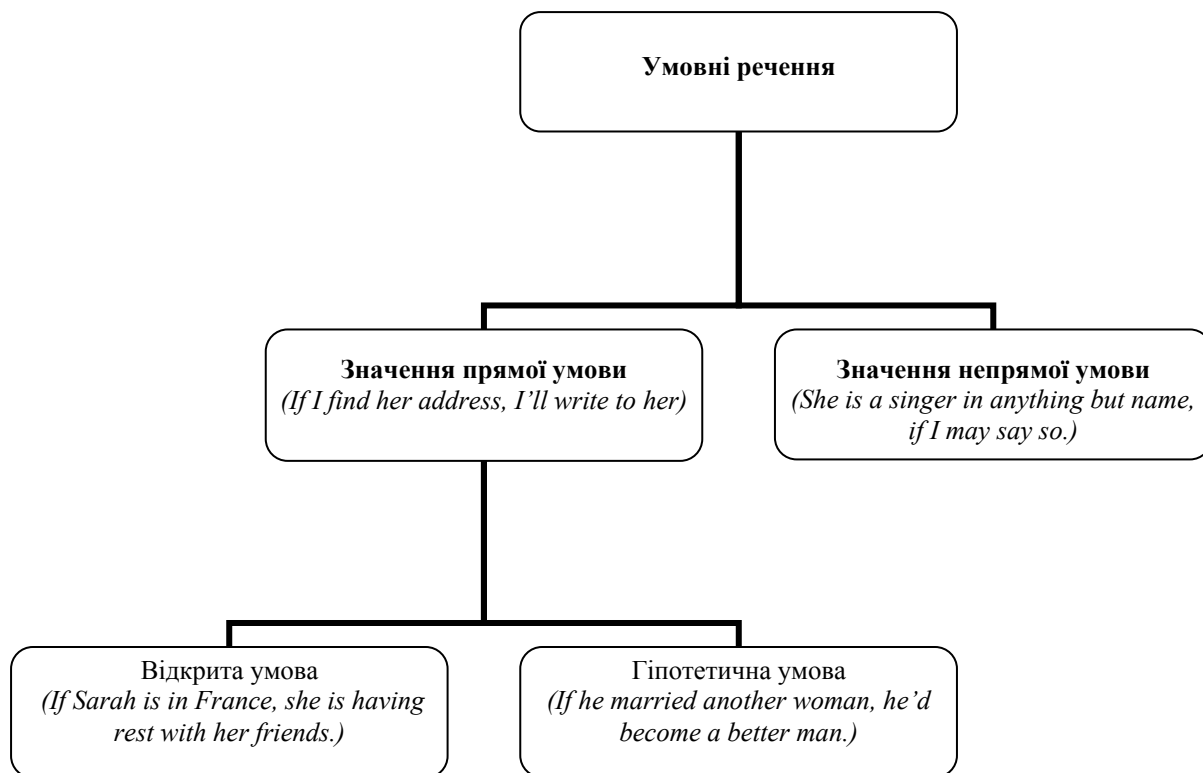 Умовні речення
Значення прямої умови
(If I find her address, I’ll write to her)
Значення непрямої умови
(She is a singer in anything but name,
if I may say so.)
Відкрита умова
(If Sarah is in France, she is having
rest with her friends.)
Гіпотетична умова
(If he married another woman, he’d
become a better man.)